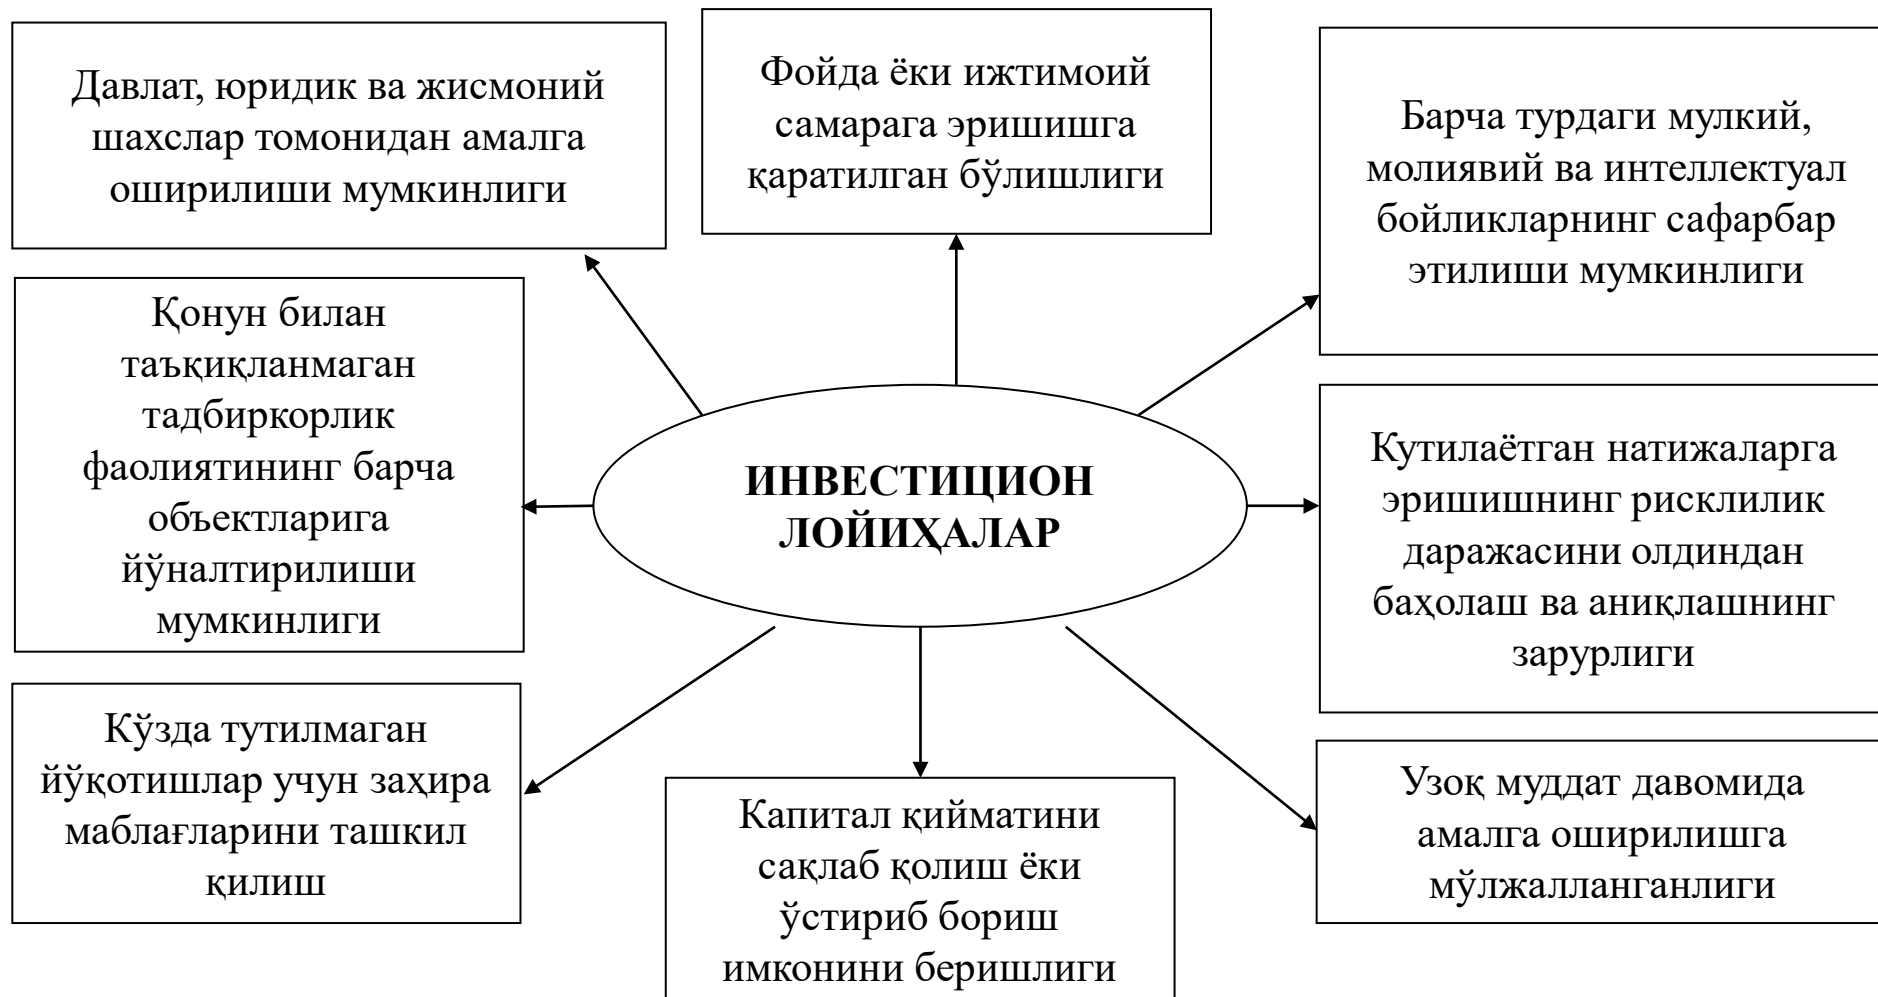 Давлат, юридик ва жисмоний
шахслар томонидан амалга
оширилиши мумкинлиги
Фойда ёки ижтимоий
самарага эришишга
қаратилган бўлишлиги
Барча турдаги мулкий,
молиявий ва интеллектуал
бойликларнинг сафарбар
этилиши мумкинлиги
Қонун билан
таъқиқланмаган
тадбиркорлик
фаолиятининг барча
объектларига
йўналтирилиши
мумкинлиги
ИНВЕСТИЦИОН
ЛОЙИҲАЛАР
Кутилаётган натижаларга
эришишнинг рисклилик
даражасини олдиндан
баҳолаш ва аниқлашнинг
зарурлиги
Кўзда тутилмаган
йўқотишлар учун заҳира
маблағларини ташкил
қилиш
Капитал қийматини
сақлаб қолиш ёки
ўстириб бориш
имконини беришлиги
Узоқ муддат давомида
амалга оширилишга
мўлжалланганлиги